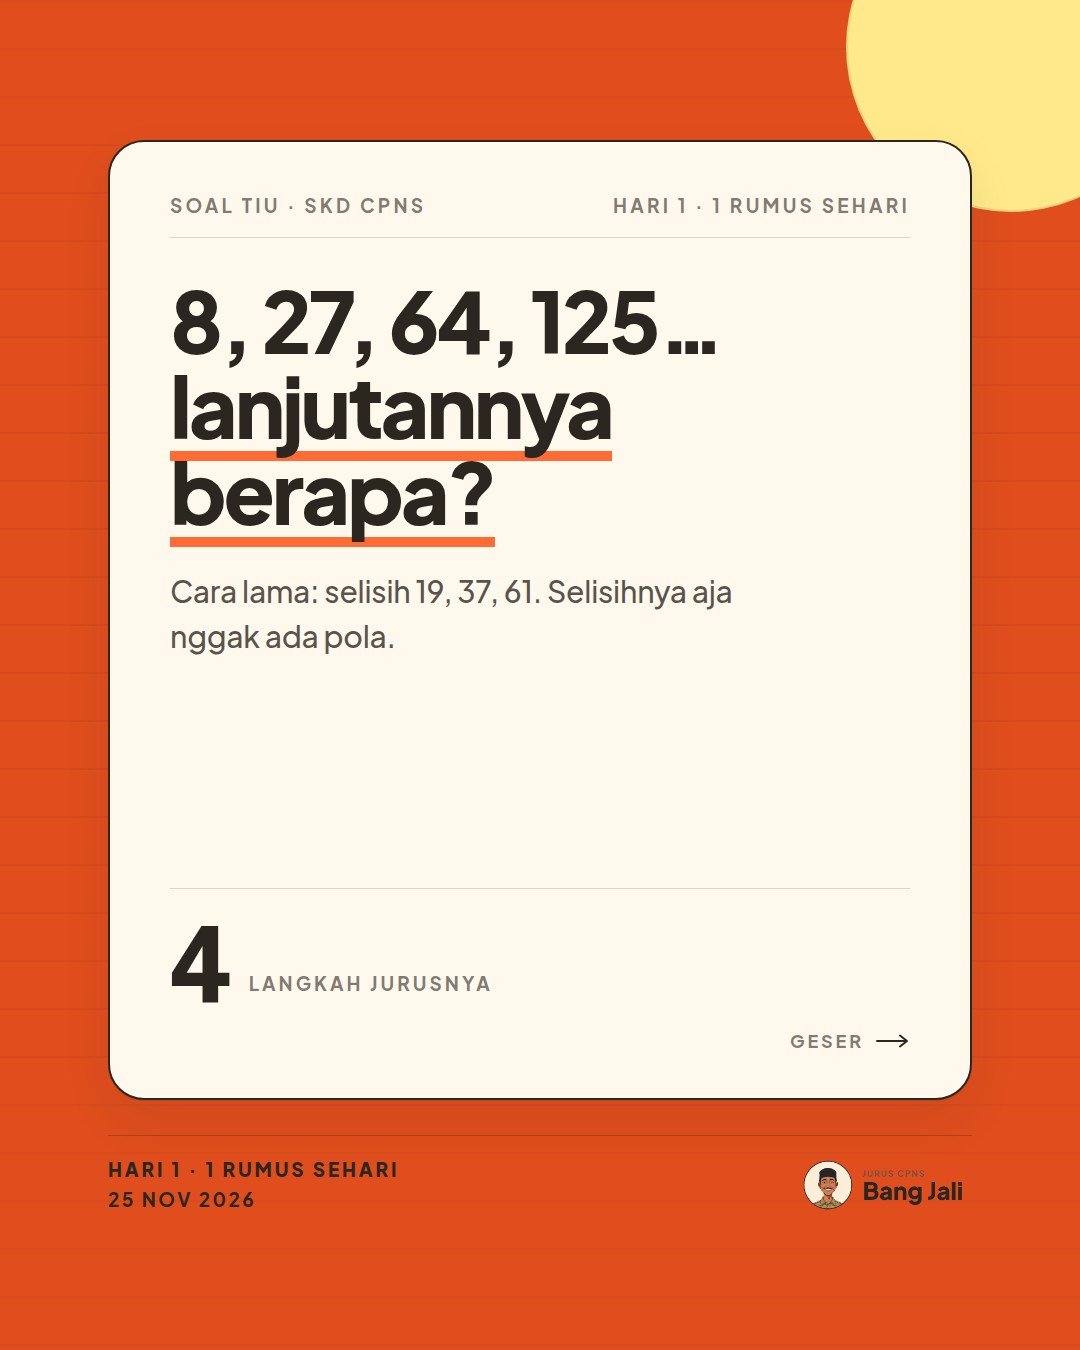 SOAL TIU · SKD CPNS
HARI 1 · 1 RUMUS SEHARI
8, 27, 64, 125...
lanjutannya
berapa?
Cara lama: selisih 19, 37, 61. Selisihnya aja
nggak ada pola.
4 LANGKAH JURUSNYA
GESER
HARI 1 · 1 RUMUS SEHARI
25 NOV 2026
JURUS CPNS
Bang Jali